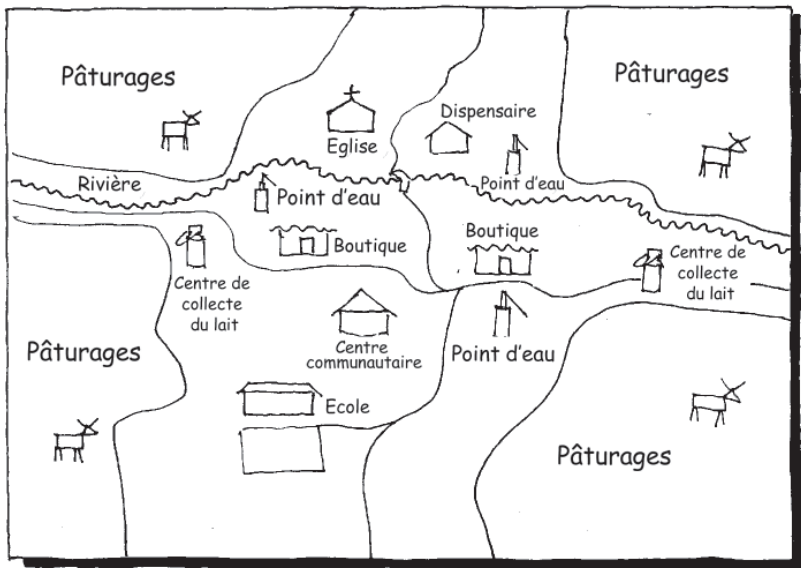 Pâturages
Pâturages
Dispensaire
Eglise
Rivière
Point d'eau
Point d'eau
Boutique
Boutique
Centre de
collecte
du lait
Centre de
collecte
du lait
Pâturages
Centre
communautaire
Point d'eau
Ecole
Pâturages